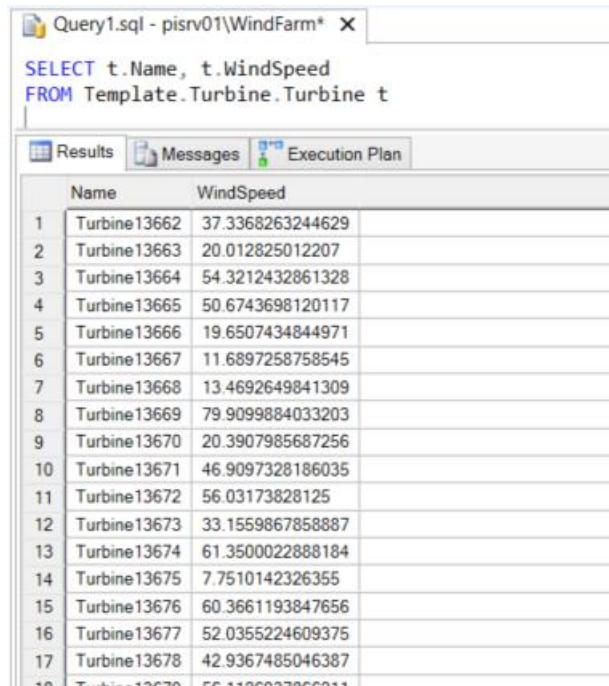 Query1.sql - pisrv01\WindFarm* X
SELECT t.Name, t.WindSpeed
FROM Template.Turbine.Turbine t
Results Messages Execution Plan
Name WindSpeed
1 Turbine13662 37.3368263244629
2 Turbine13663 20.012825012207
3 Turbine13664 54.3212432861328
4 Turbine13665 50.6743698120117
5 Turbine13666 19.6507434844971
6 Turbine13667 11.6897258758545
7 Turbine13668 13.4692649841309
8 Turbine13669 79.9099884033203
9 Turbine13670 20.3907985687256
10 Turbine13671 46.9097328186035
11 Turbine13672 56.03173828125
12 Turbine13673 33.1559867858887
13 Turbine13674 61.3500022888184
14 Turbine13675 7.7510142326355
15 Turbine13676 60.3661193847656
16 Turbine13677 52.0355224609375
17 Turbine13678 42.9367485046387